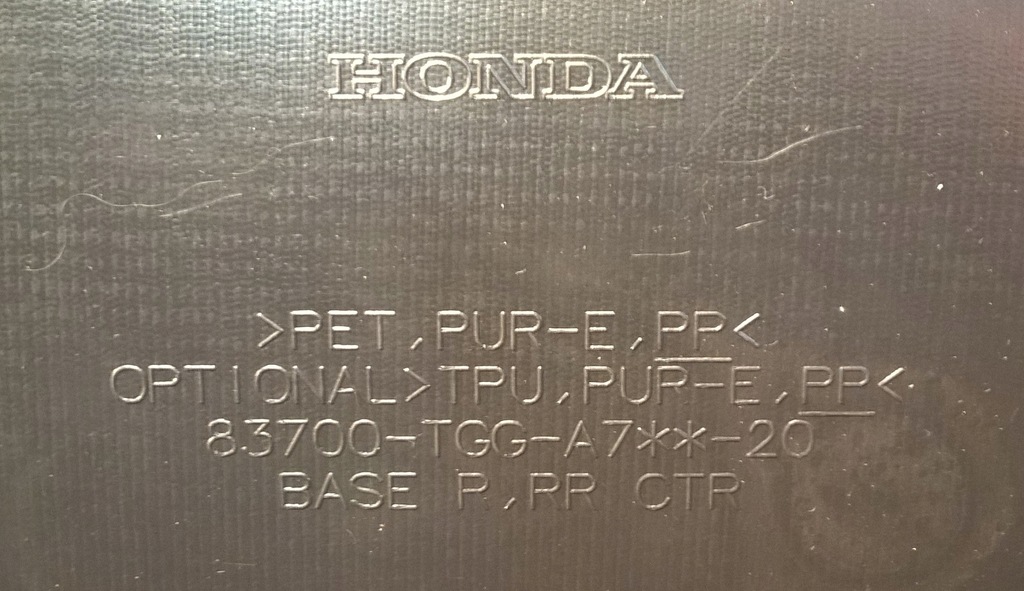 HONDA
>PET,PUR-E,PP<
OPTIONAL>TPU,PUR-E,PP<
83700-TGG-A7**-20
BASE R,RR CTR